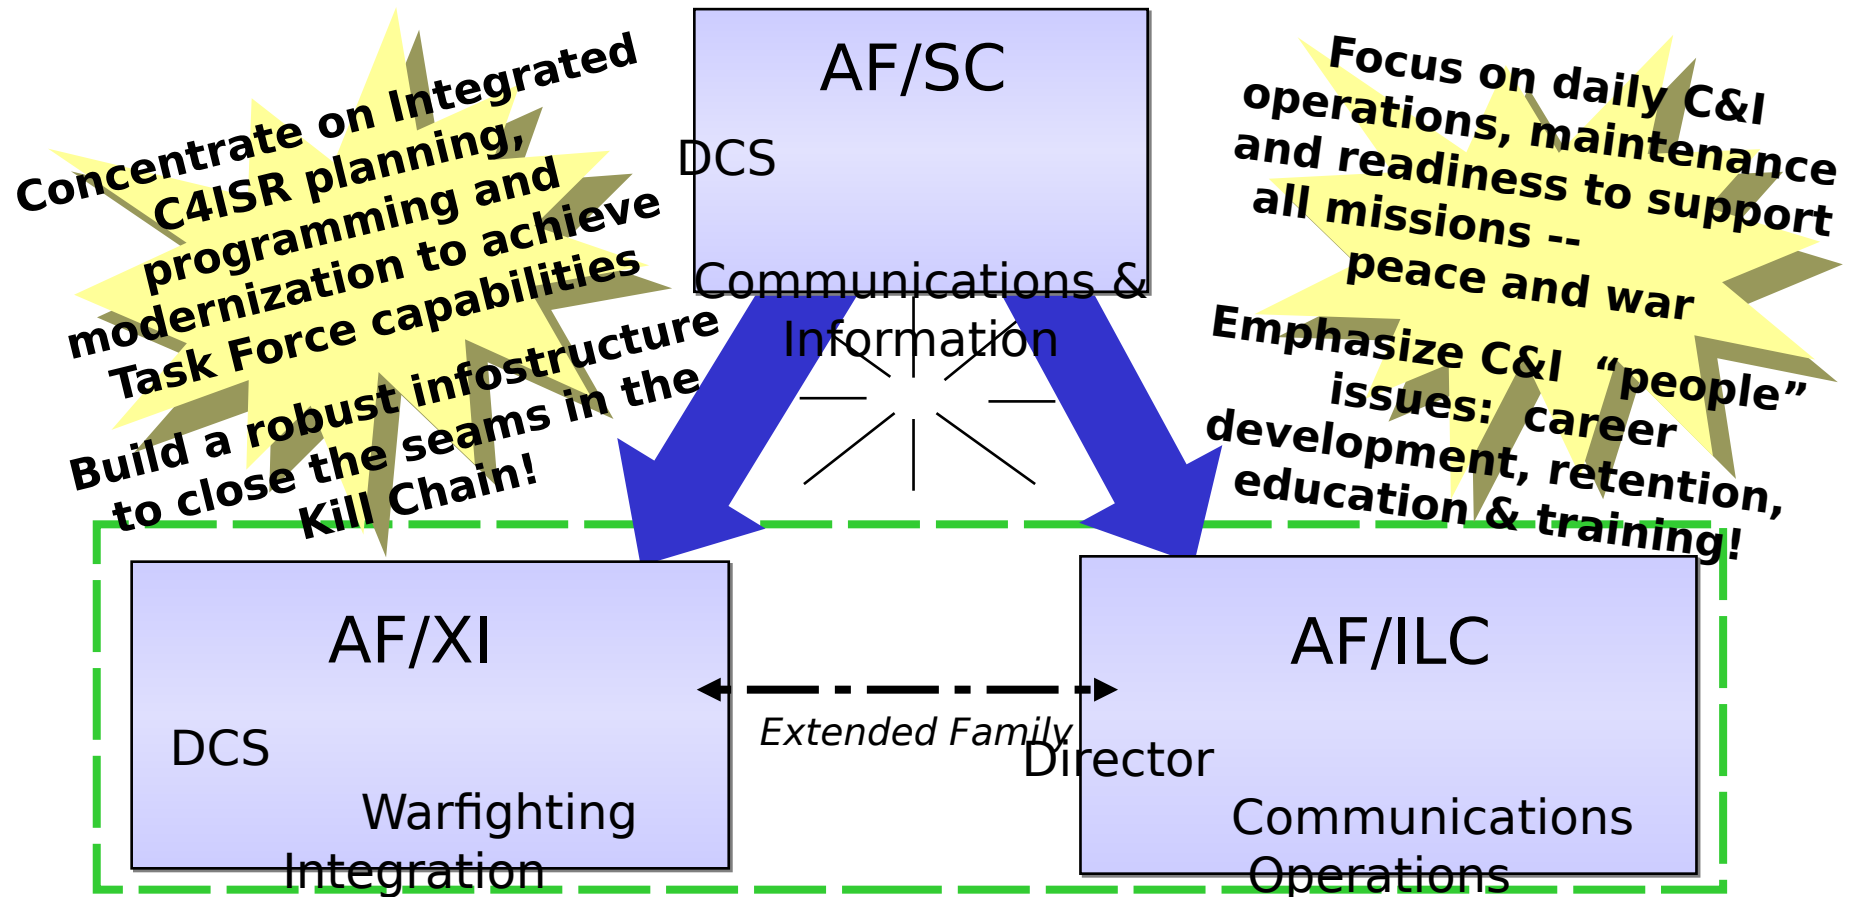 Concentrate on Integrated
C4ISR planning,
programming and
modernization to achieve
Task Force capabilities
Build a robust infostructure
to close the seams in the
Kill Chain!
AF/SC
DCS
Communications &
Information
Focus on daily C&I
operations, maintenance
and readiness to support
all missions --
peace and war
Emphasize C&I  “people”
issues:  career
development, retention,
education & training!
AF/XI
DCS
Warfighting
Integration
Extended Family
AF/ILC
Director
Communications
Operations